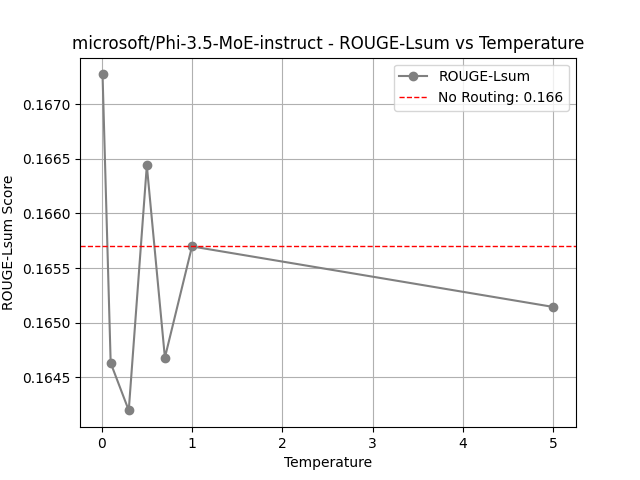 microsoft/Phi-3.5-MoE-instruct - ROUGE-Lsum vs Temperature
ROUGE-Lsum
No Routing: 0.166
ROUGE-Lsum Score
0.1670
0.1665
0.1660
0.1655
0.1650
0.1645
0 1 2 3 4 5
Temperature